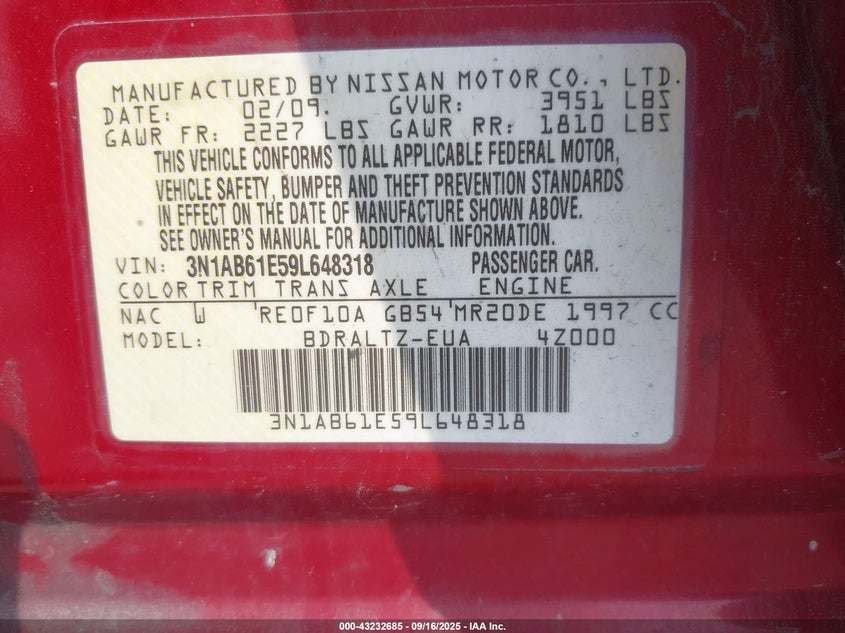 MANUFACTURED BY NISSAN MOTOR CO., LTD.
DATE: 02/09. GVWR: 3951 LBS
GAWR FR: 2227 LBS GAWR RR: 1810 LBS
THIS VEHICLE CONFORMS TO ALL APPLICABLE FEDERAL MOTOR,
VEHICLE SAFETY, BUMPER AND THEFT PREVENTION STANDARDS
IN EFFECT ON THE DATE OF MANUFACTURE SHOWN ABOVE.
SEE OWNER'S MANUAL FOR ADDITIONAL INFORMATION.
VIN: 3N1AB61E59L648318 PASSENGER CAR.
COLOR TRIM TRANS AXLE ENGINE
NAC W RE0F10A GB54 MR20DE 1997 CC
MODEL: BDRALTZ-EUA 4Z000
3N1AB61E59L648318
000-43232685 - 09/16/2025 - IAA Inc.